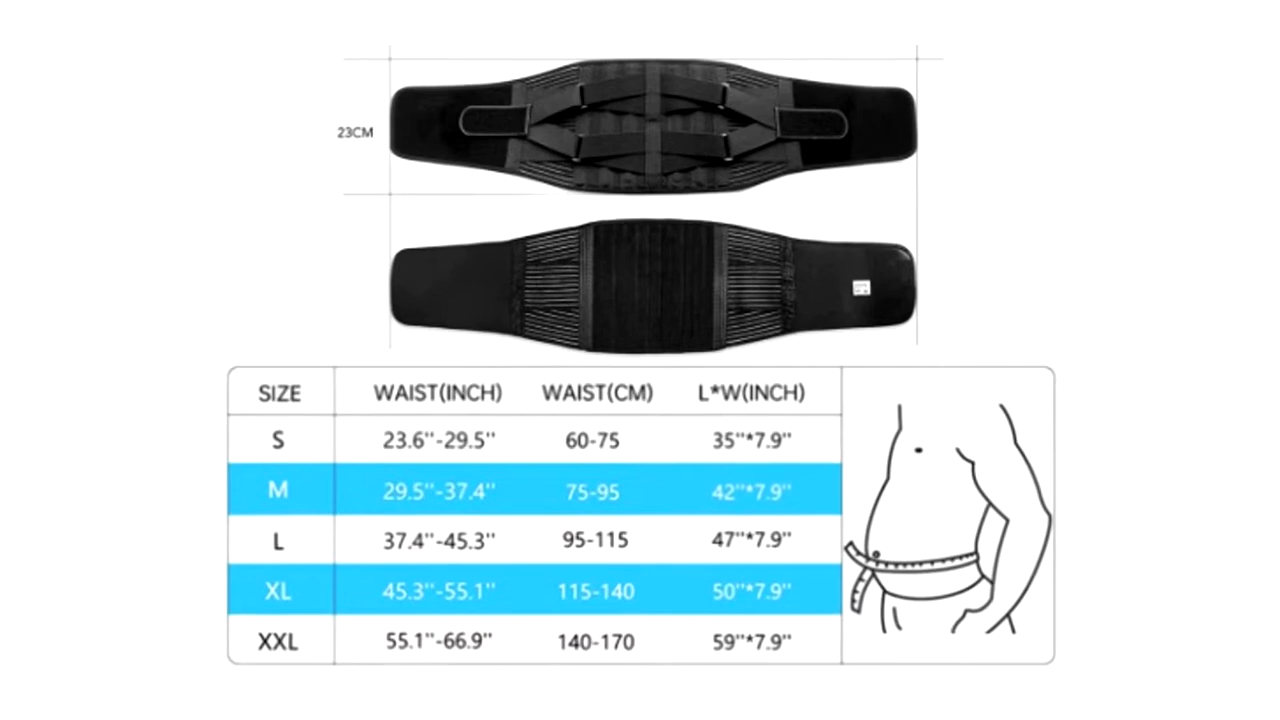 23CM
SIZE WAIST(INCH) WAIST(CM) L*W(INCH)
S 23.6''-29.5'' 60-75 35''*7.9''
M 29.5''-37.4'' 75-95 42''*7.9''
L 37.4''-45.3'' 95-115 47''*7.9''
XL 45.3''-55.1'' 115-140 50''*7.9''
XXL 55.1''-66.9'' 140-170 59''*7.9''